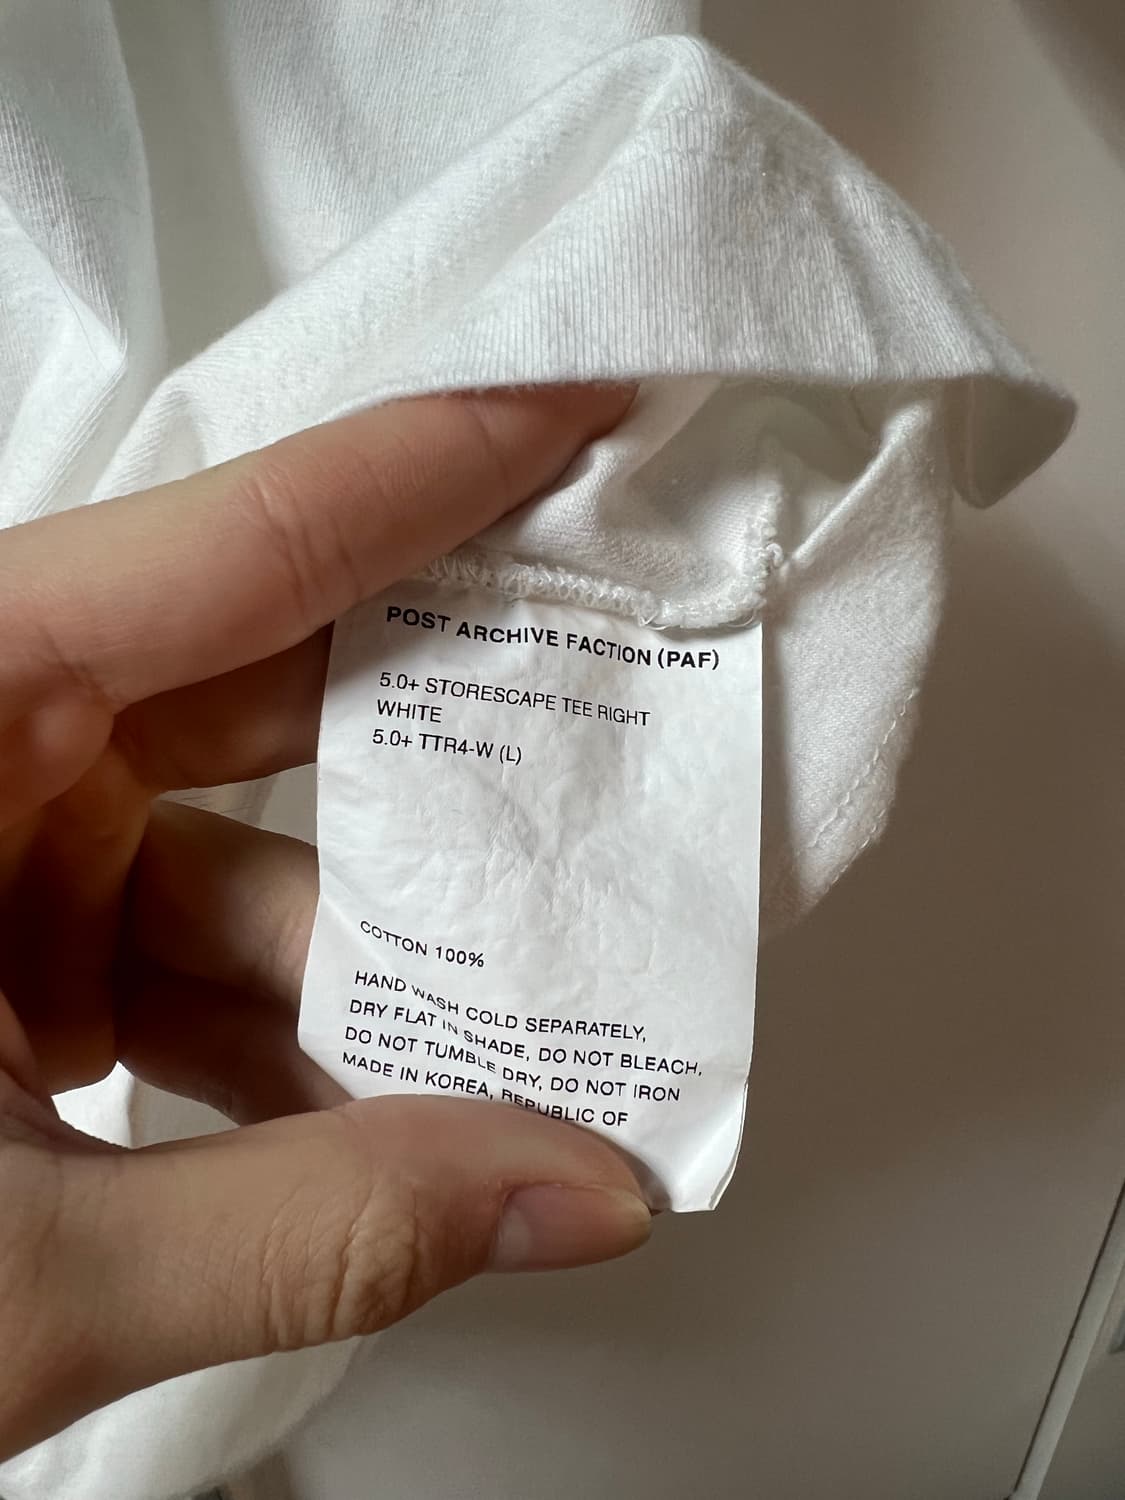 POST ARCHIVE FACTION (PAF)
5.0+ STORESCAPE TEE RIGHT
WHITE
5.0+ TTR4-W (L)
COTTON 100%
HAND WASH COLD SEPARATELY,
DRY FLAT IN SHADE, DO NOT BLEACH,
DO NOT TUMBLE DRY, DO NOT IRON
MADE IN KOREA, REPUBLIC OF